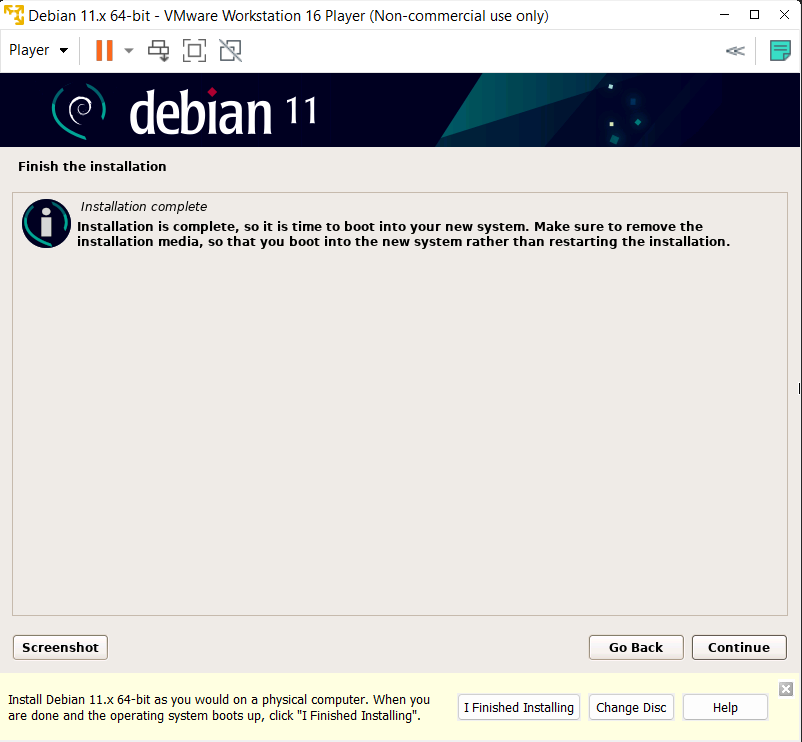 Debian 11.x 64-bit - VMware Workstation 16 Player (Non-commercial use only)
Player
debian 11
Finish the installation
Installation complete
Installation is complete, so it is time to boot into your new system. Make sure to remove the
installation media, so that you boot into the new system rather than restarting the installation.
Screenshot
Go Back
Continue
Install Debian 11.x 64-bit as you would on a physical computer. When you
are done and the operating system boots up, click "I Finished Installing".
I Finished Installing
Change Disc
Help